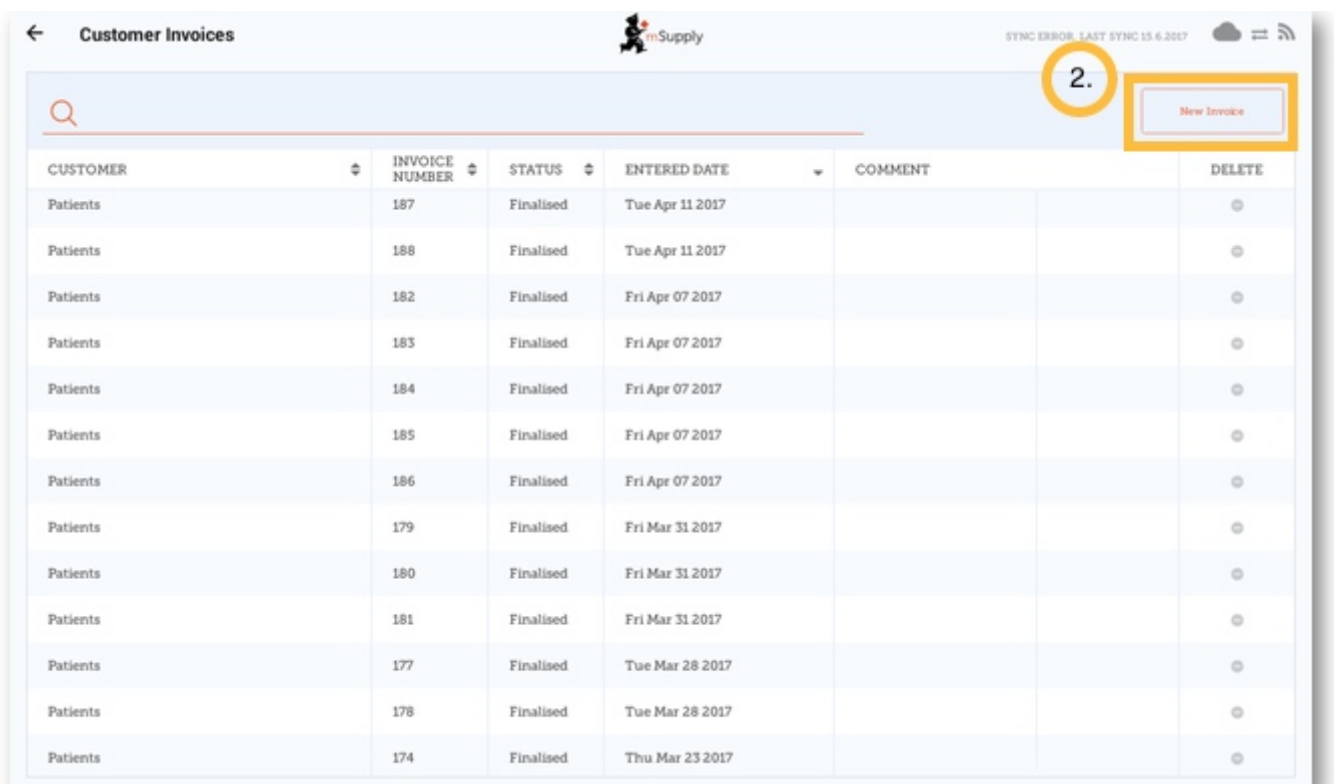 Customer Invoices mSupply SYNC ERROR. LAST SYNC 15.6.2017
2.
New Invoice
CUSTOMER INVOICE NUMBER STATUS ENTERED DATE COMMENT DELETE
Patients 187 Finalised Tue Apr 11 2017
Patients 188 Finalised Tue Apr 11 2017
Patients 182 Finalised Fri Apr 07 2017
Patients 183 Finalised Fri Apr 07 2017
Patients 184 Finalised Fri Apr 07 2017
Patients 185 Finalised Fri Apr 07 2017
Patients 186 Finalised Fri Apr 07 2017
Patients 179 Finalised Fri Mar 31 2017
Patients 180 Finalised Fri Mar 31 2017
Patients 181 Finalised Fri Mar 31 2017
Patients 177 Finalised Tue Mar 28 2017
Patients 178 Finalised Tue Mar 28 2017
Patients 174 Finalised Thu Mar 23 2017